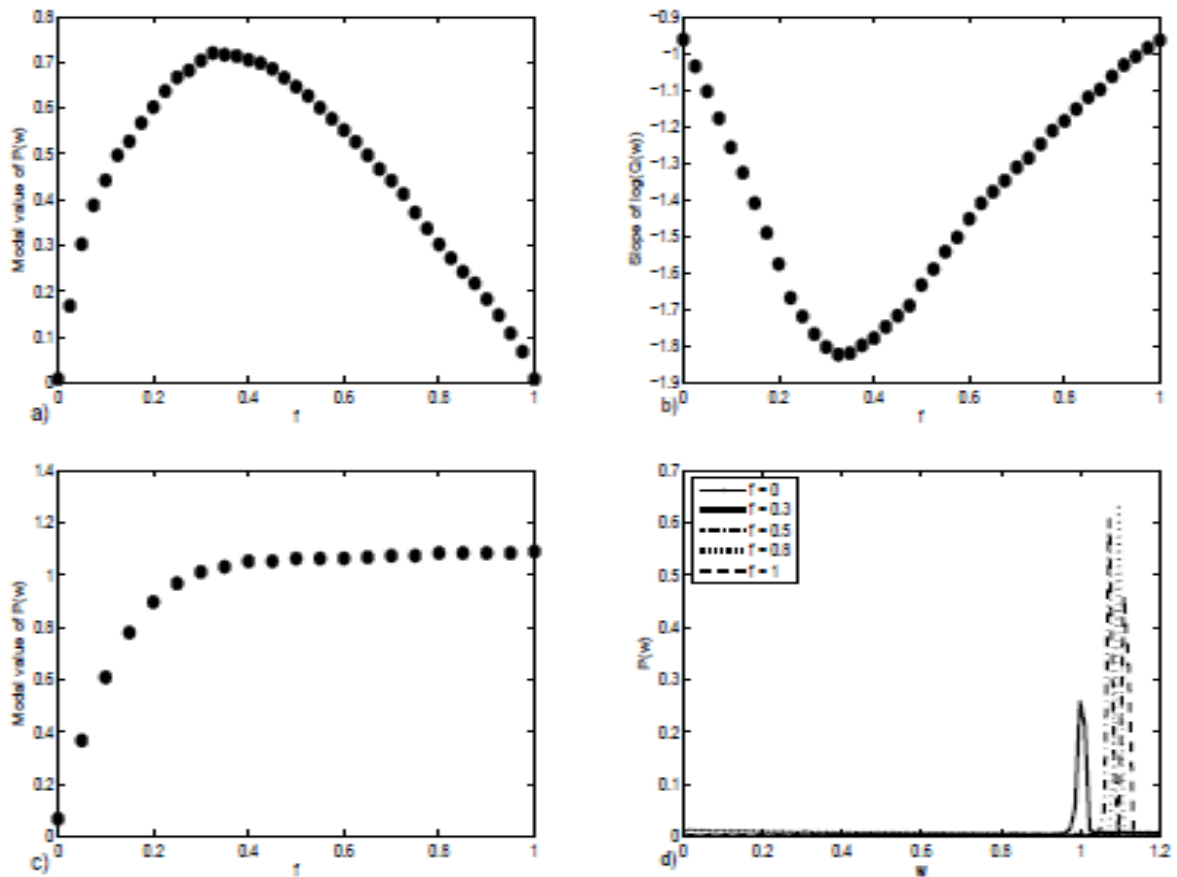 0.8
0.7
0.6
0.5
0.4
0.3
0.2
0.1
0
Modal value of P(w)
0 0.2 0.4 0.6 0.8 1
f
a)
−0.9
−1
−1.1
−1.2
−1.3
−1.4
−1.5
−1.6
−1.7
−1.8
−1.9
Slope of log(Q(w))
0 0.2 0.4 0.6 0.8 1
f
b)
1.4
1.2
1
0.8
0.6
0.4
0.2
0
Modal value of P(w)
0 0.2 0.4 0.6 0.8 1
f
c)
0.7
0.6
0.5
0.4
0.3
0.2
0.1
0
P(w)
f = 0
f = 0.3
f = 0.5
f = 0.8
f = 1
0 0.2 0.4 0.6 0.8 1 1.2
w
d)